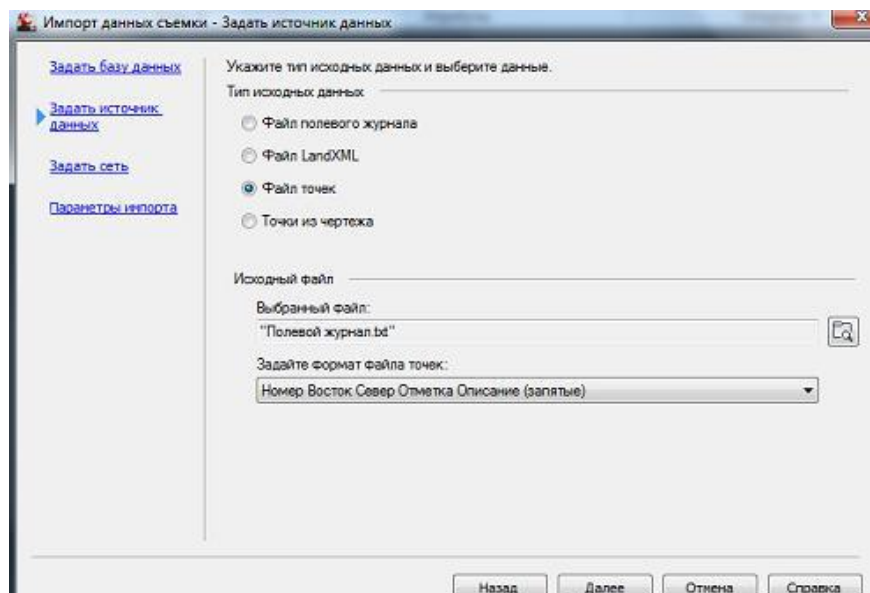 Импорт данных съемки - Задать источник данных
Задать базу данных
Задать источник
данных
Задать сеть
Параметры импорта
Укажите тип исходных данных и выберите данные.
Тип исходных данных
Файл полевого журнала
Файл LandXML
Файл точек
Точки из чертежа
Исходный файл
Выбранный файл:
"Полевой журнал.txt"
Задайте формат файла точек:
Номер Восток Север Отметка Описание (запятые)
Назад Далее Отмена Справка